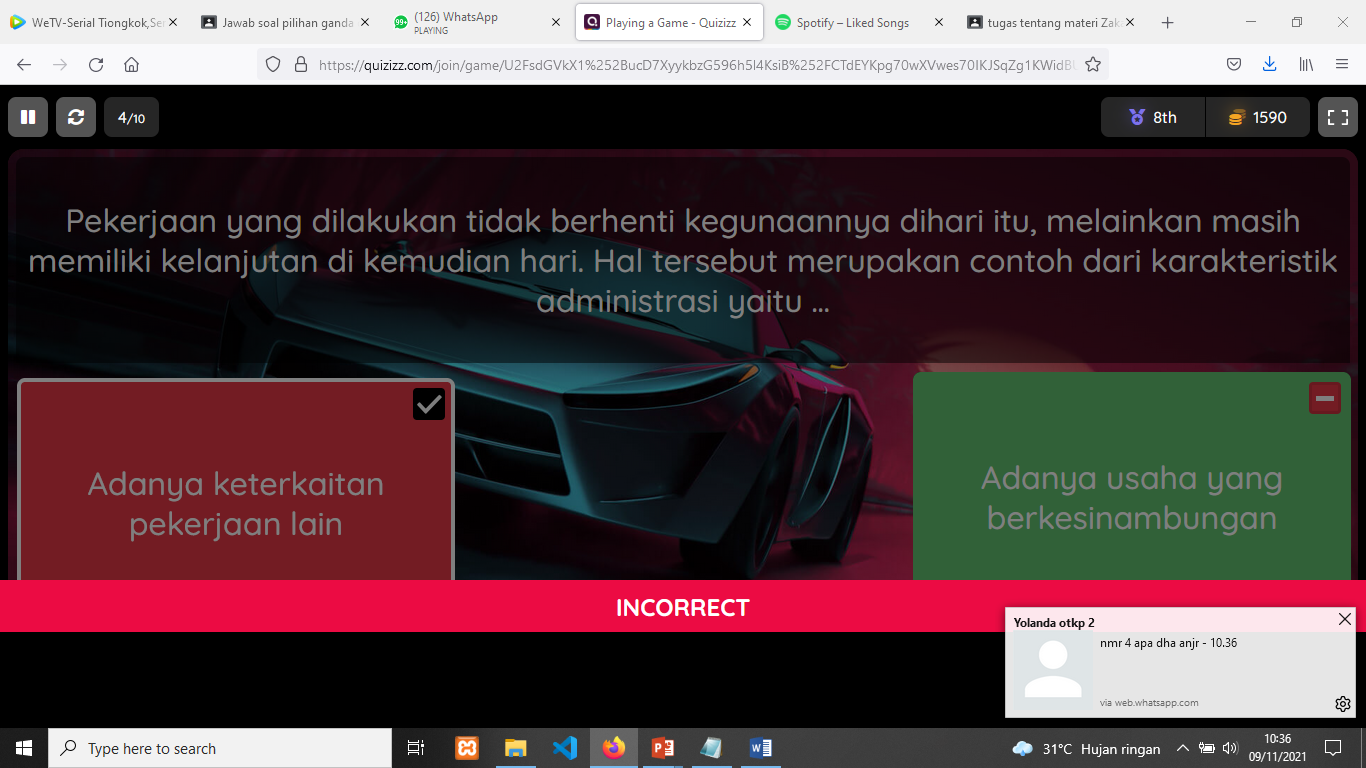 WeTV-Serial Tiongkok,Ser
Jawab soal pilihan ganda
(126) WhatsApp
PLAYING
Playing a Game - Quizizz
Spotify – Liked Songs
tugas tentang materi Zak
https://quizizz.com/join/game/U2FsdGVkX1%252BucD7XyykbzG596h5l4KsiB%252FCTdEYKpg70wXVwes70IKJSqZg1KWidBU
4/10
8th
1590
Pekerjaan yang dilakukan tidak berhenti kegunaannya dihari itu, melainkan masih
memiliki kelanjutan di kemudian hari. Hal tersebut merupakan contoh dari karakteristik
administrasi yaitu ...
Adanya keterkaitan
pekerjaan lain
Adanya usaha yang
berkesinambungan
INCORRECT
Yolanda otkp 2
nmr 4 apa dha anjr - 10.36
via web.whatsapp.com
Type here to search
31°C Hujan ringan
10:36
09/11/2021